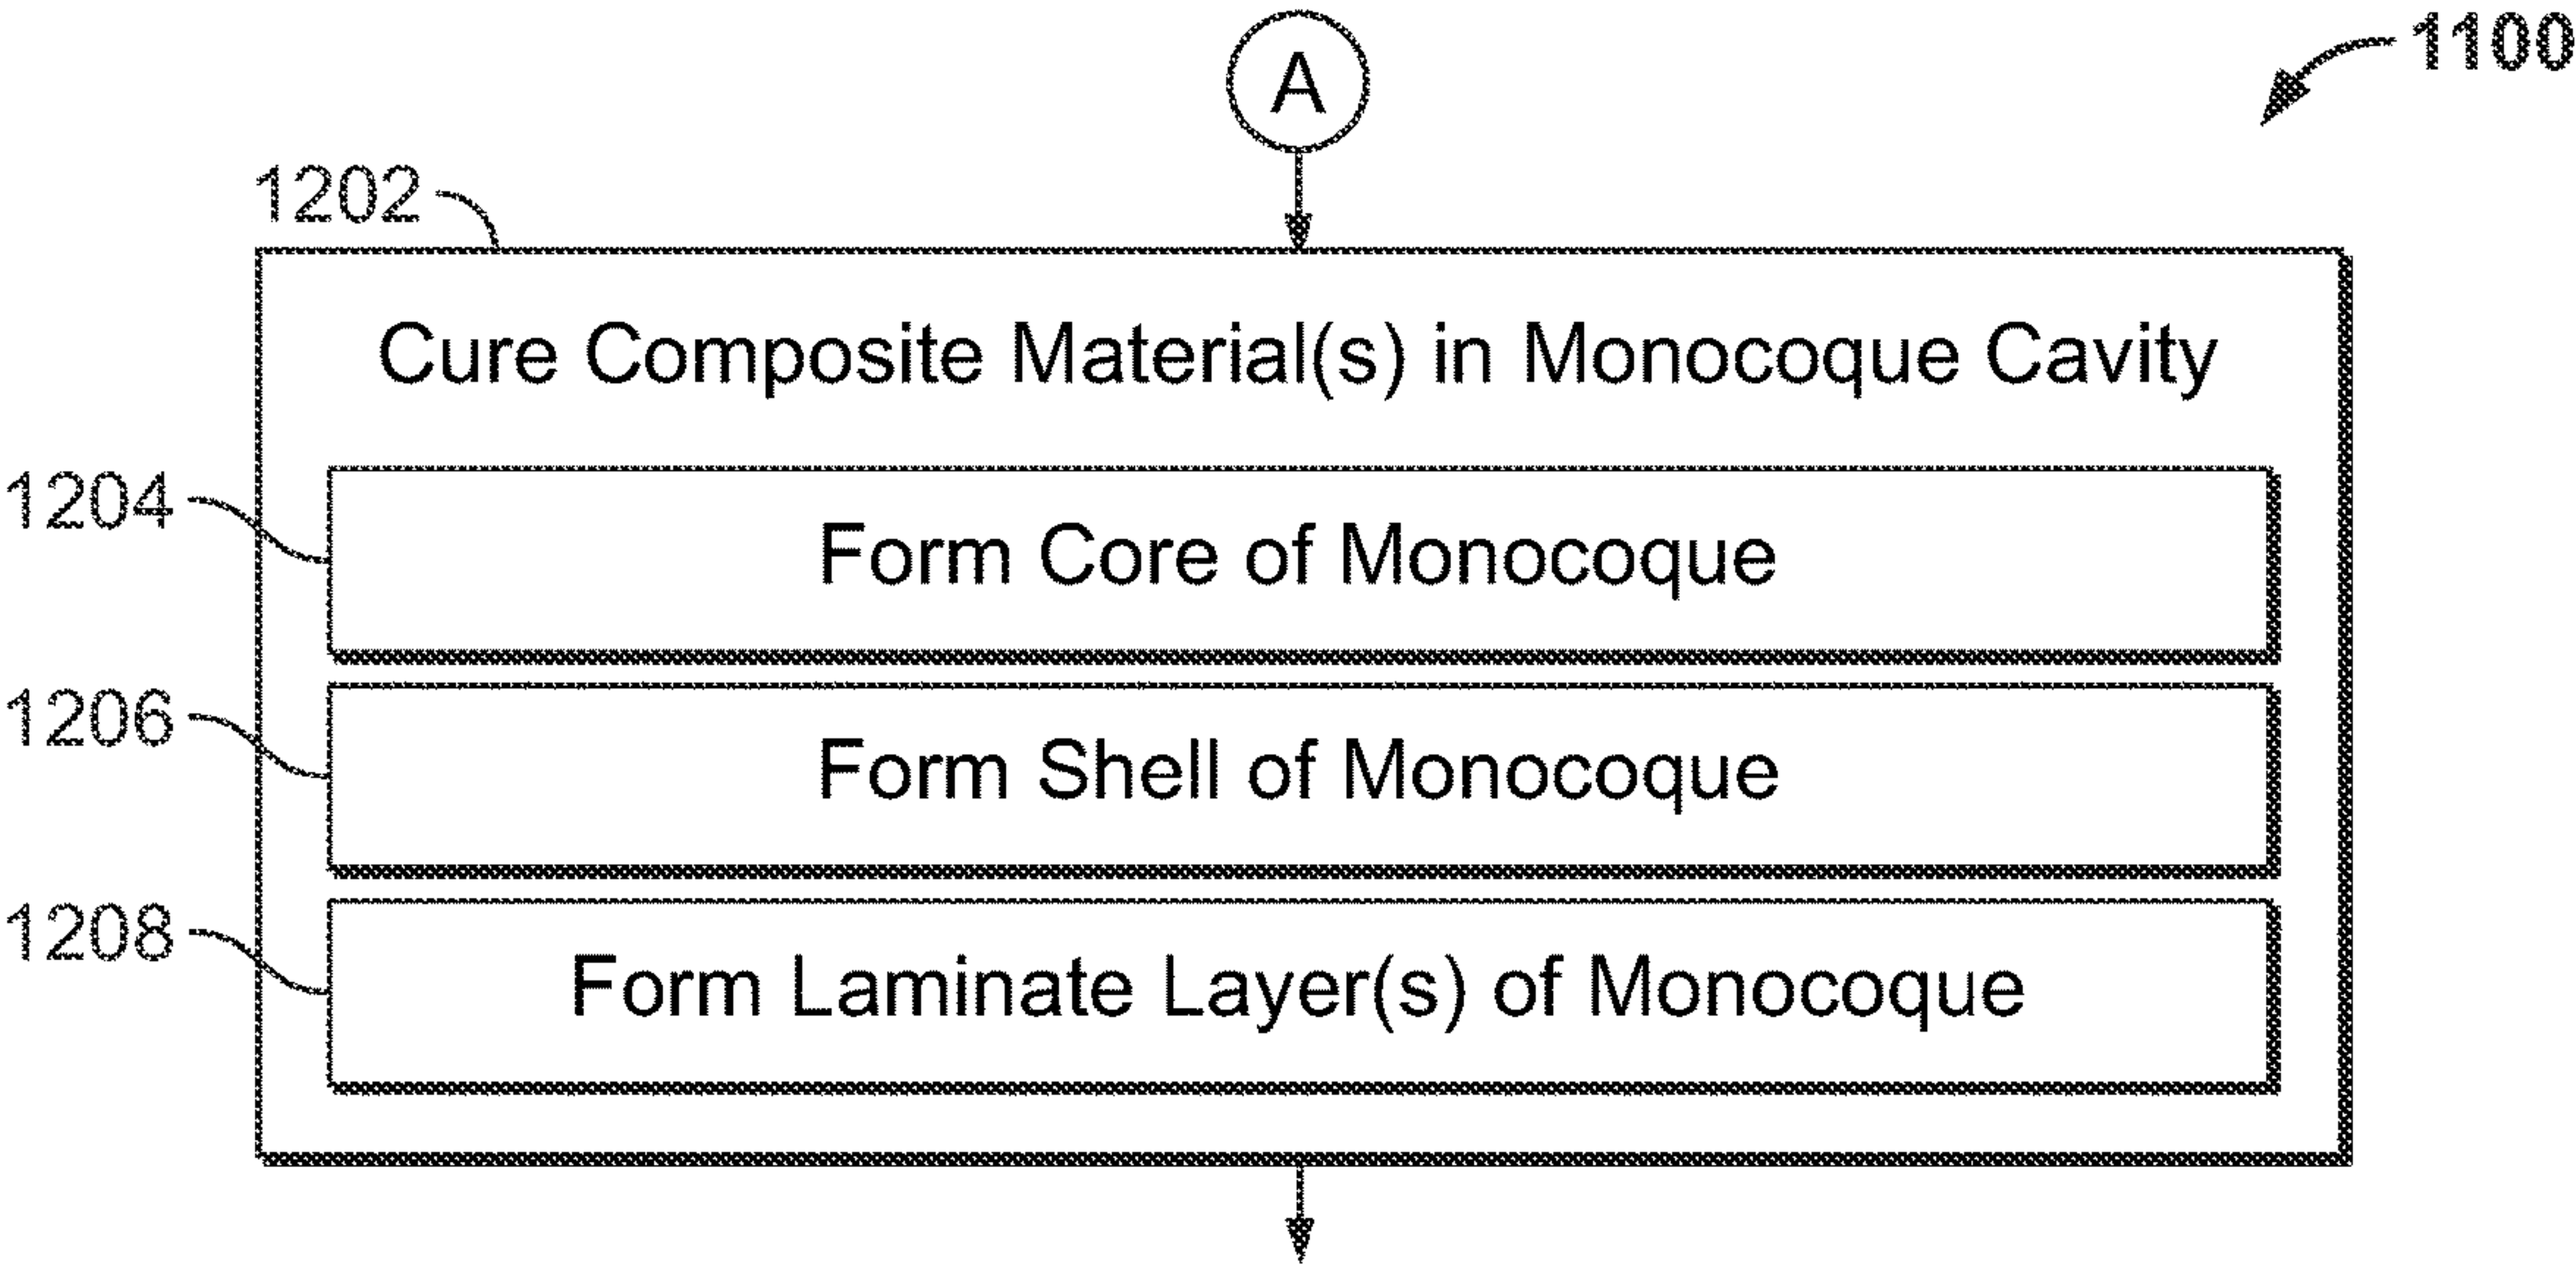 A
1100
1202
Cure Composite Material(s) in Monocoque Cavity
1204
Form Core of Monocoque
1206
Form Shell of Monocoque
1208
Form Laminate Layer(s) of Monocoque